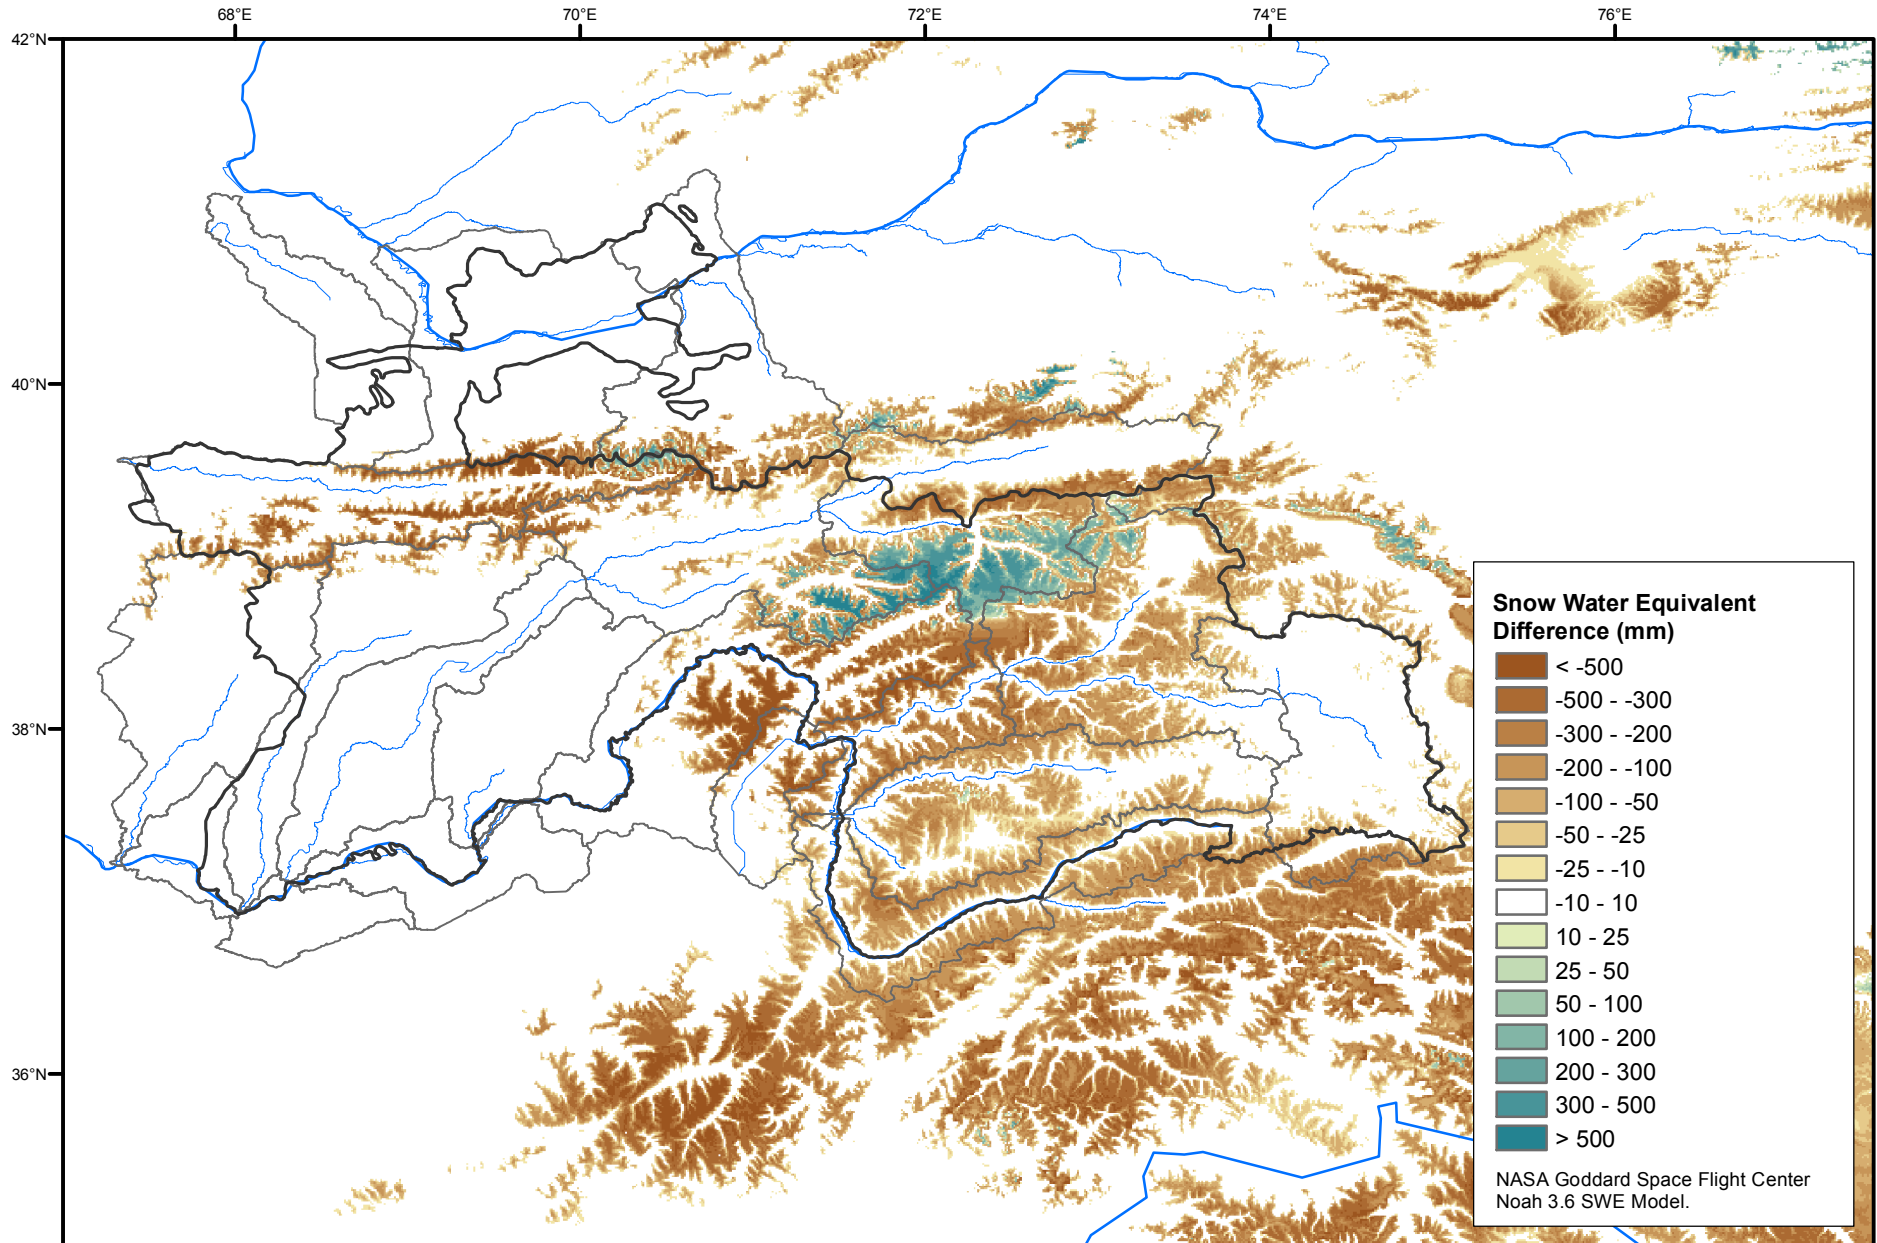 68°E
70°E
72°E
74°E
76°E
42°N
40°N
38°N
36°N
Snow Water Equivalent
Difference (mm)
< -500
-500 - -300
-300 - -200
-200 - -100
-100 - -50
-50 - -25
-25 - -10
-10 - 10
10 - 25
25 - 50
50 - 100
100 - 200
200 - 300
300 - 500
> 500
NASA Goddard Space Flight Center
Noah 3.6 SWE Model.